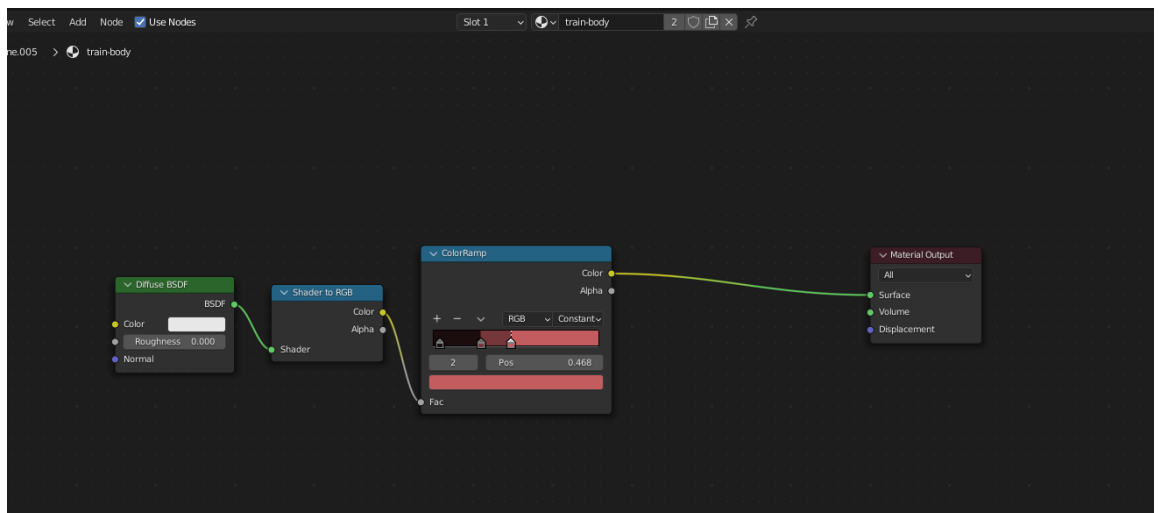 w Select Add Node Use Nodes Slot 1 train-body 2
ne.005 > train-body
Diffuse BSDF
BSDF
Color
Roughness 0.000
Normal
Shader to RGB
Color
Alpha
Shader
ColorRamp
Color
Alpha
RGB Constant
2 Pos 0.468
Fac
Material Output
All
Surface
Volume
Displacement